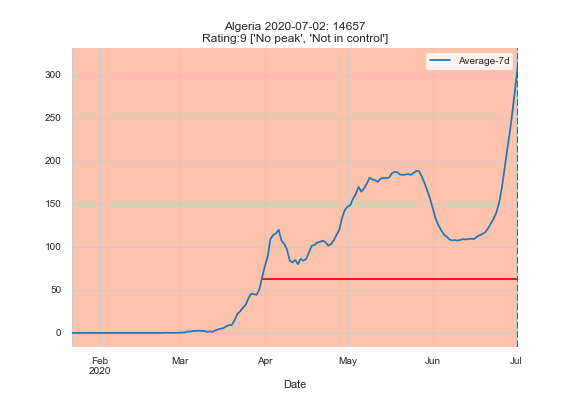 Algeria 2020-07-02: 14657
Rating:9 ['No peak', 'Not in control']
Average-7d
300
250
200
150
100
50
0
Feb Mar Apr May Jun Jul
2020
Date